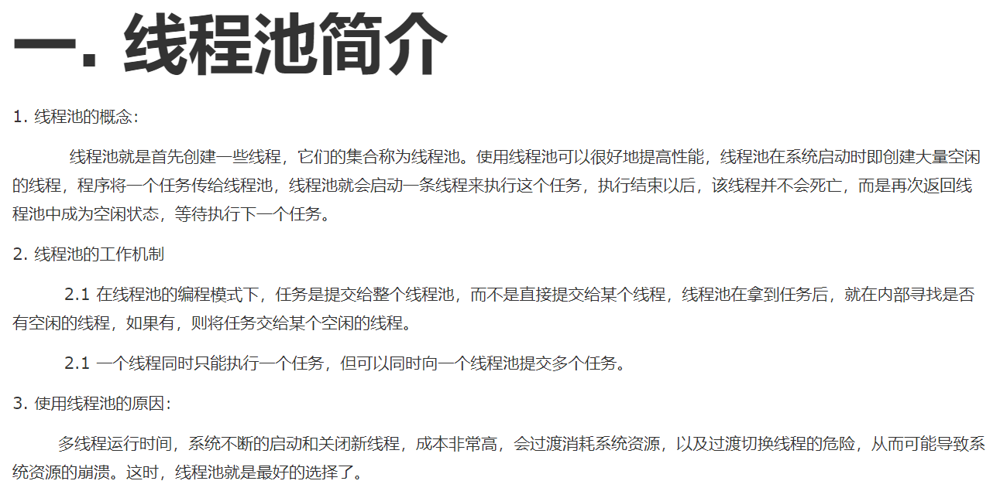 一. 线程池简介
1. 线程池的概念：
线程池就是首先创建一些线程，它们的集合称为线程池。使用线程池可以很好地提高性能，线程池在系统启动时即创建大量空闲
的线程，程序将一个任务传给线程池，线程池就会启动一条线程来执行这个任务，执行结束以后，该线程并不会死亡，而是再次返回线
程池中成为空闲状态，等待执行下一个任务。
2. 线程池的工作机制
2.1 在线程池的编程模式下，任务是提交给整个线程池，而不是直接提交给某个线程，线程池在拿到任务后，就在内部寻找是否
有空闲的线程，如果有，则将任务交给某个空闲的线程。
2.1 一个线程同时只能执行一个任务，但可以同时向一个线程池提交多个任务。
3. 使用线程池的原因：
多线程运行时间，系统不断的启动和关闭新线程，成本非常高，会过渡消耗系统资源，以及过渡切换线程的危险，从而可能导致系
统资源的崩溃。这时，线程池就是最好的选择了。